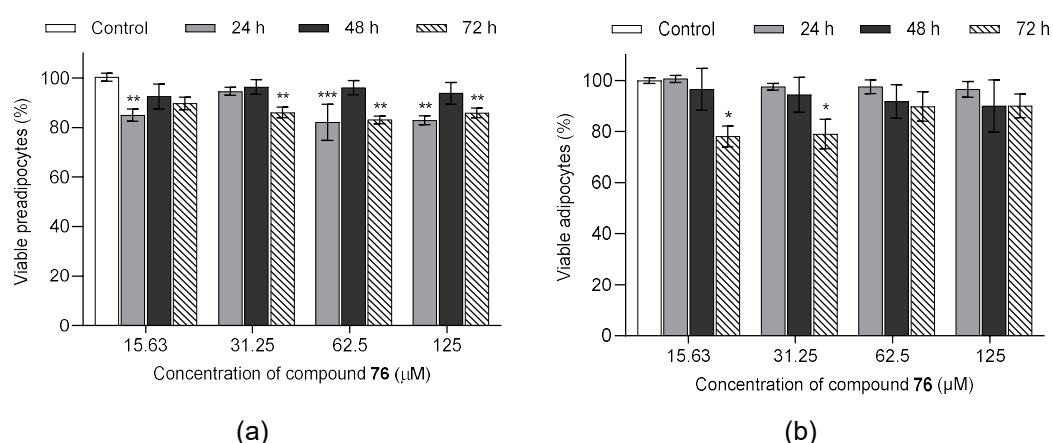 Control 24 h 48 h 72 h
Viable preadipocytes (%)
100
80
60
40
20
0
** *** ** **
** ** **
15.63 31.25 62.5 125
Concentration of compound 76 (μM)
(a)
Control 24 h 48 h 72 h
Viable adipocytes (%)
100
80
60
40
20
0
* *
15.63 31.25 62.5 125
Concentration of compound 76 (μM)
(b)